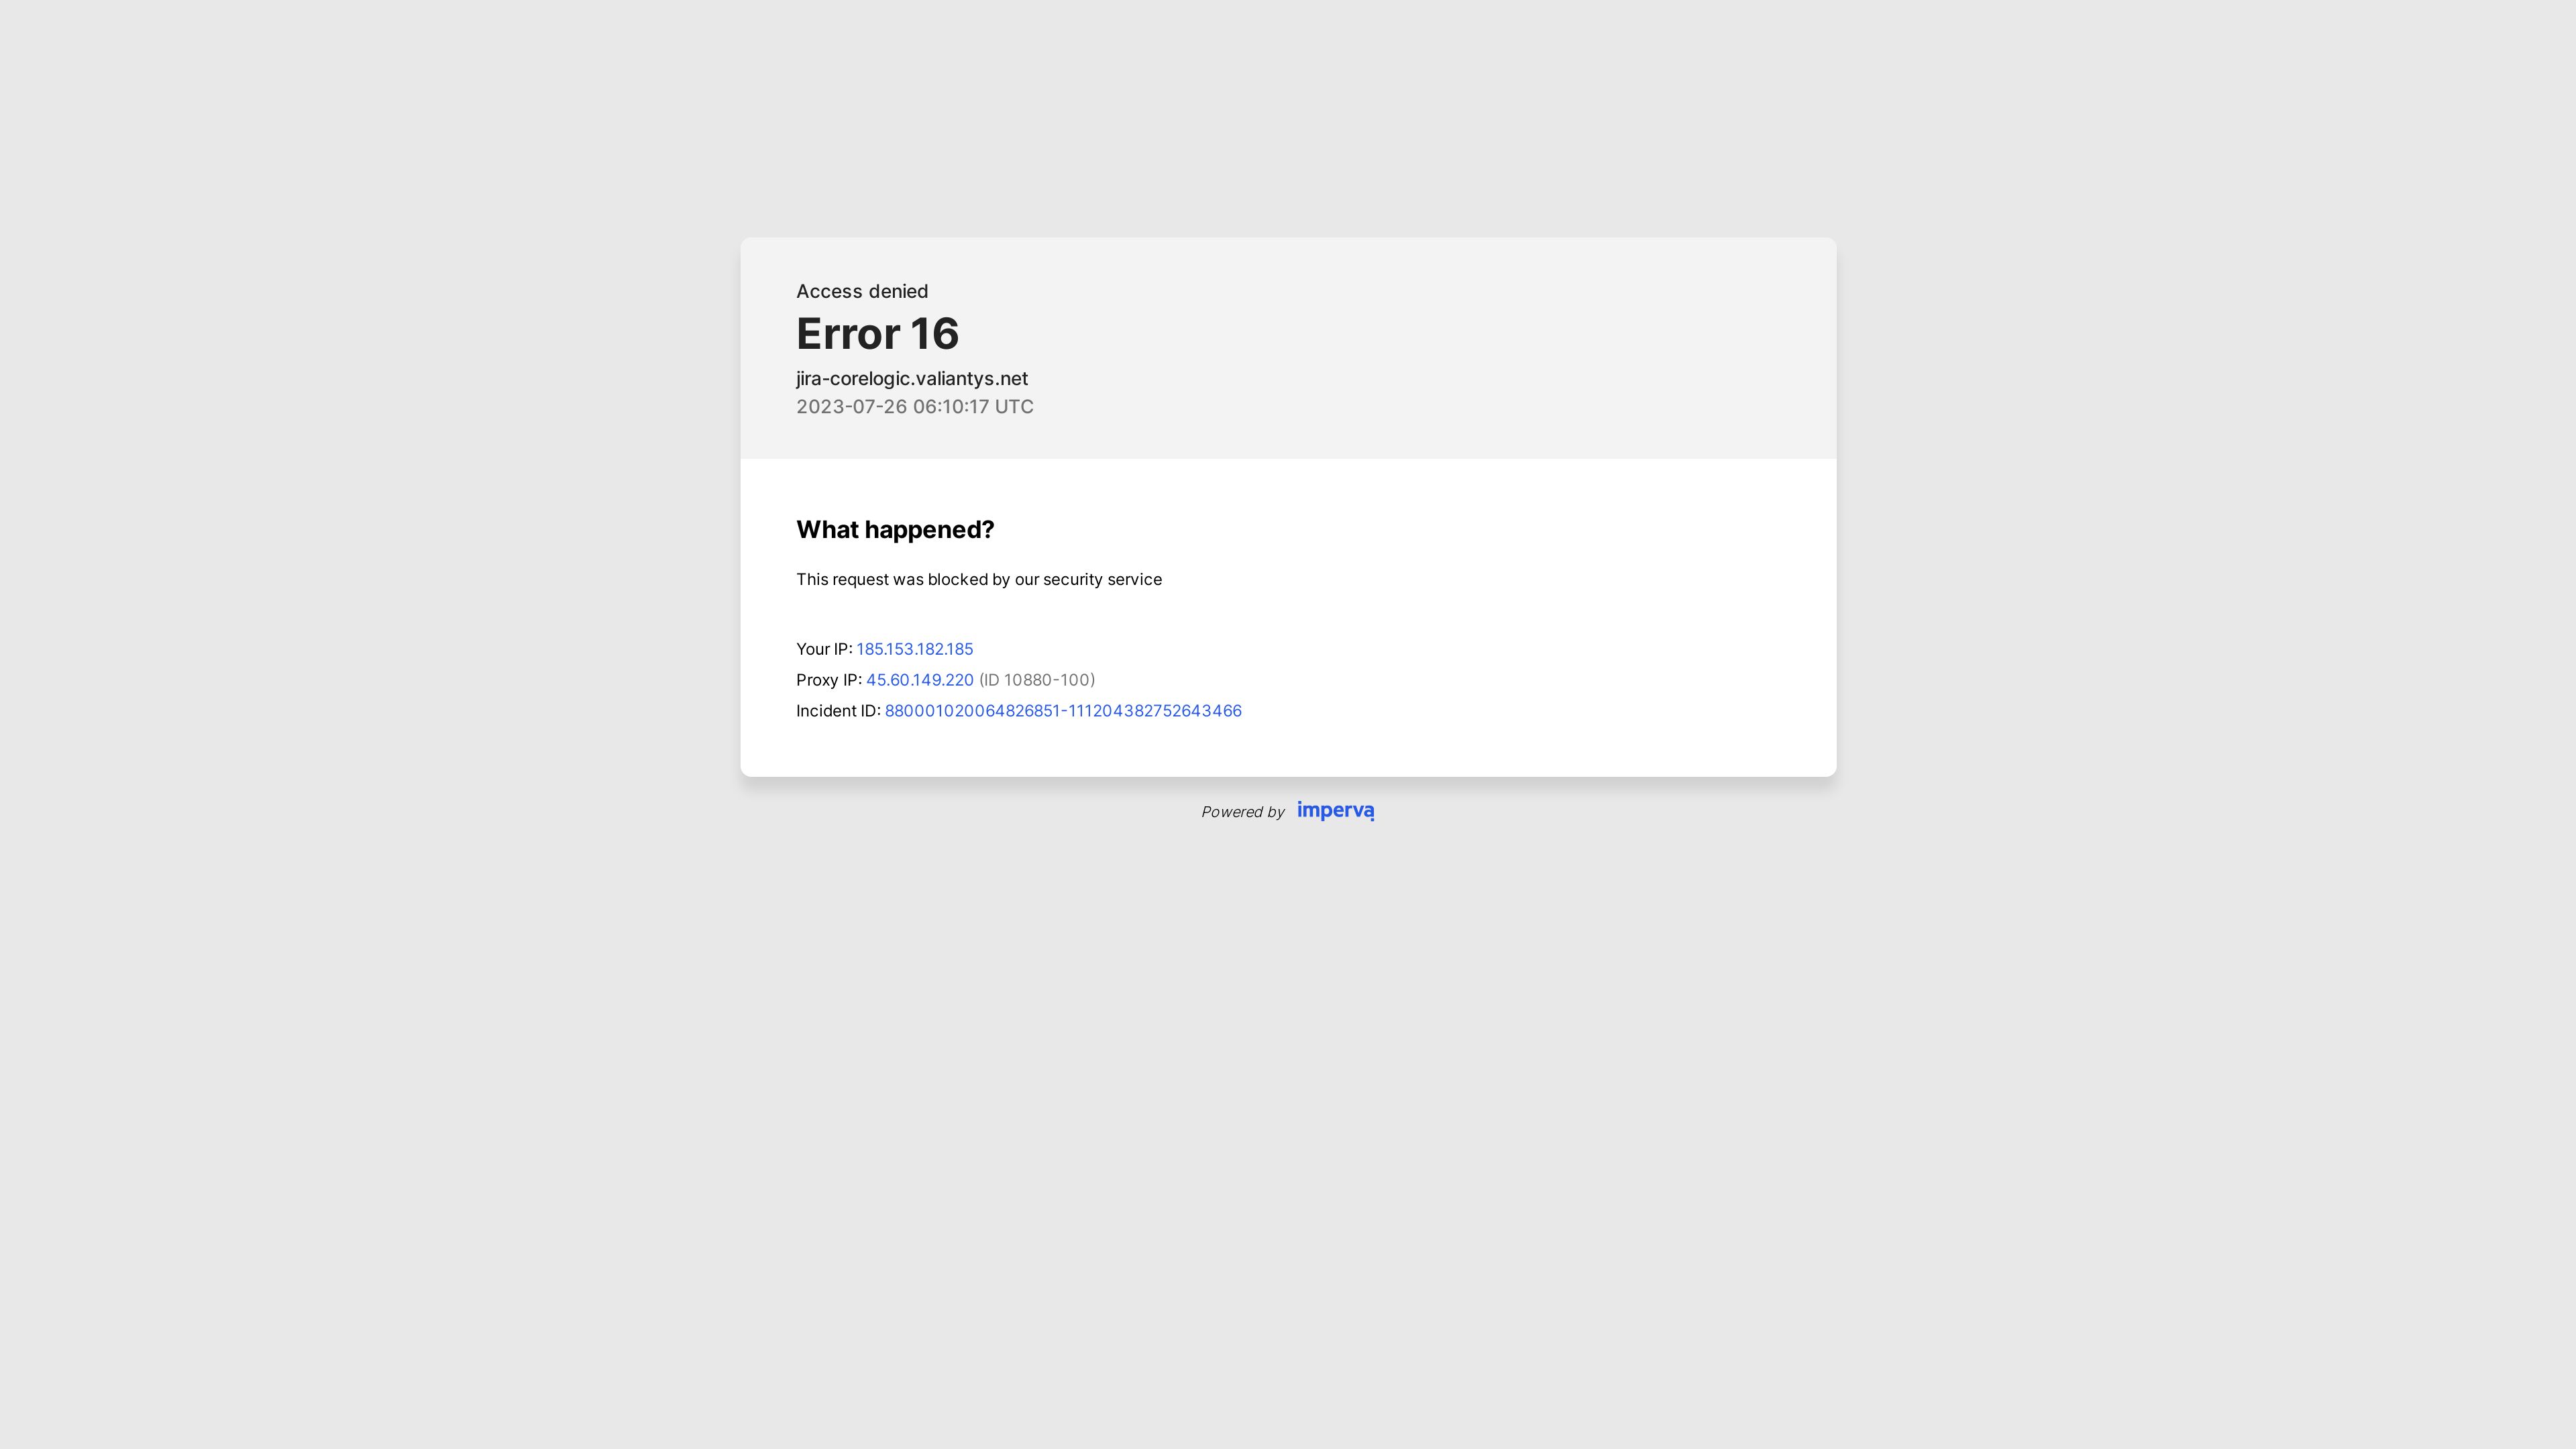 Access denied
Error 16
jira-corelogic.valiantys.net
2023-07-26 06:10:17 UTC
What happened?
This request was blocked by our security service
Your IP: 185.153.182.185
Proxy IP: 45.60.149.220 (ID 10880-100)
Incident ID: 880001020064826851-111204382752643466
Powered by imperva